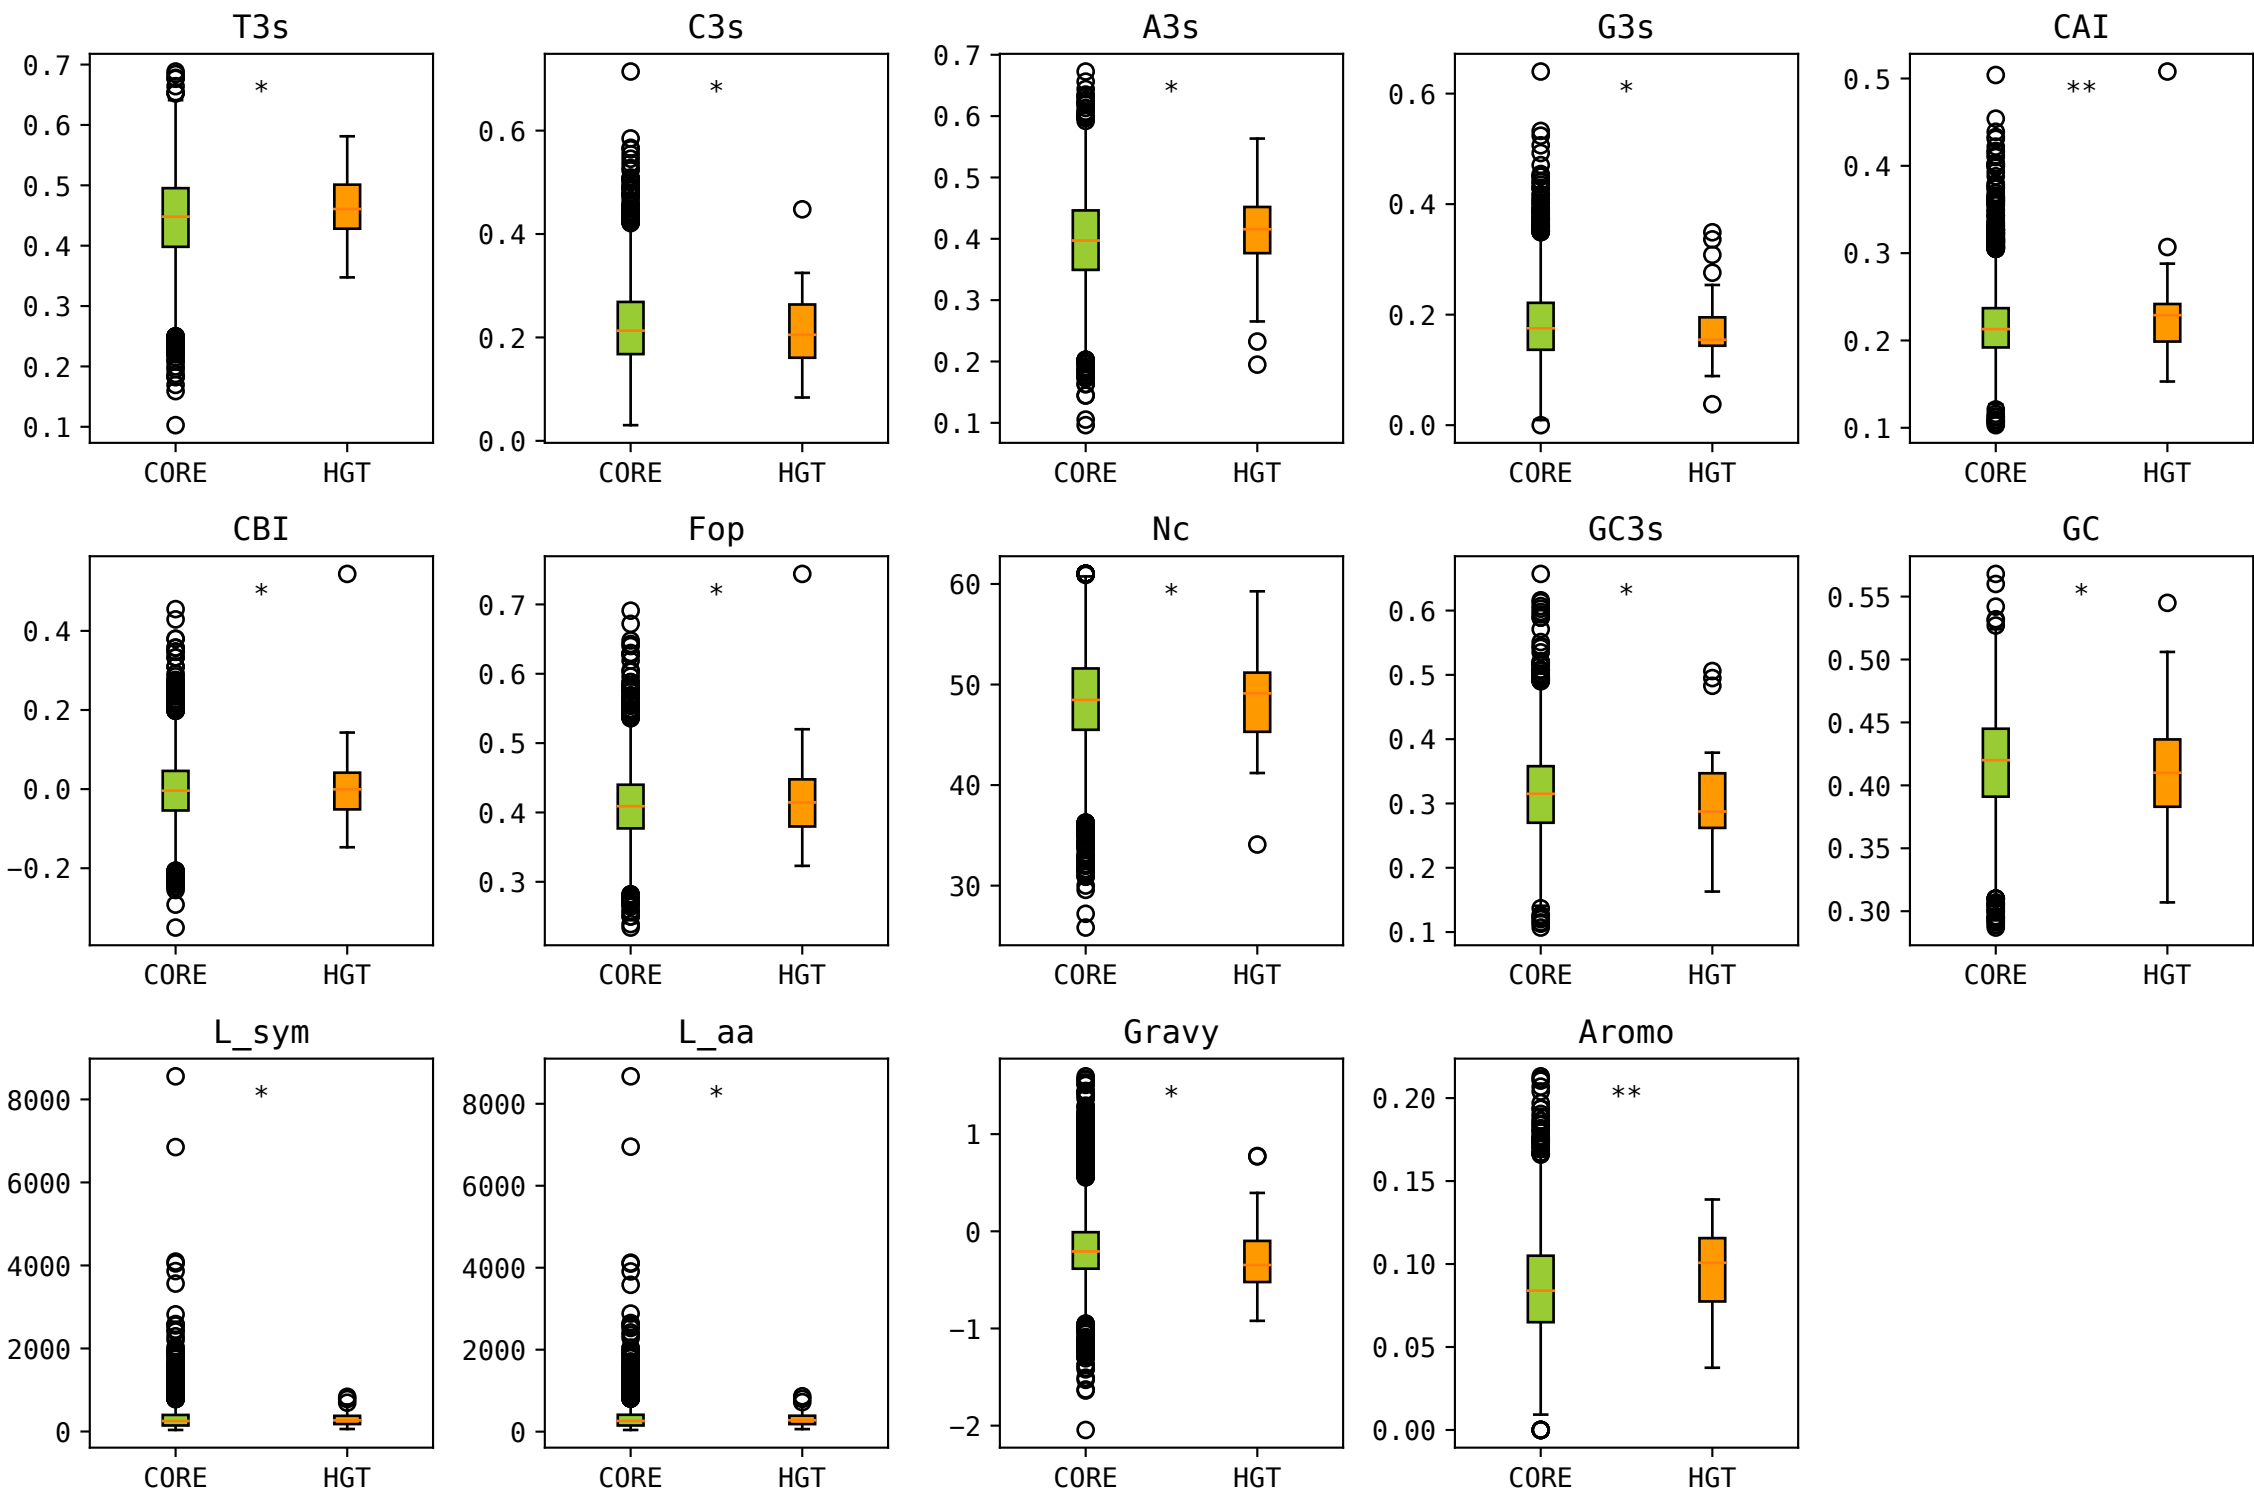 T3s
C3s
A3s
G3s
CAI
0.7
0.6
0.5
0.4
0.3
0.2
0.1
*
CORE
HGT
0.6
0.4
0.2
0.0
*
CORE
HGT
0.7
0.6
0.5
0.4
0.3
0.2
0.1
*
CORE
HGT
0.6
0.4
0.2
0.0
*
CORE
HGT
0.5
0.4
0.3
0.2
0.1
**
CORE
HGT
CBI
Fop
Nc
GC3s
GC
0.4
0.2
0.0
−0.2
*
CORE
HGT
0.7
0.6
0.5
0.4
0.3
*
CORE
HGT
60
50
40
30
*
CORE
HGT
0.6
0.5
0.4
0.3
0.2
0.1
*
CORE
HGT
0.55
0.50
0.45
0.40
0.35
0.30
*
CORE
HGT
L_sym
L_aa
Gravy
Aromo
8000
6000
4000
2000
0
*
CORE
HGT
8000
6000
4000
2000
0
*
CORE
HGT
1
0
−1
−2
*
CORE
HGT
0.20
0.15
0.10
0.05
0.00
**
CORE
HGT